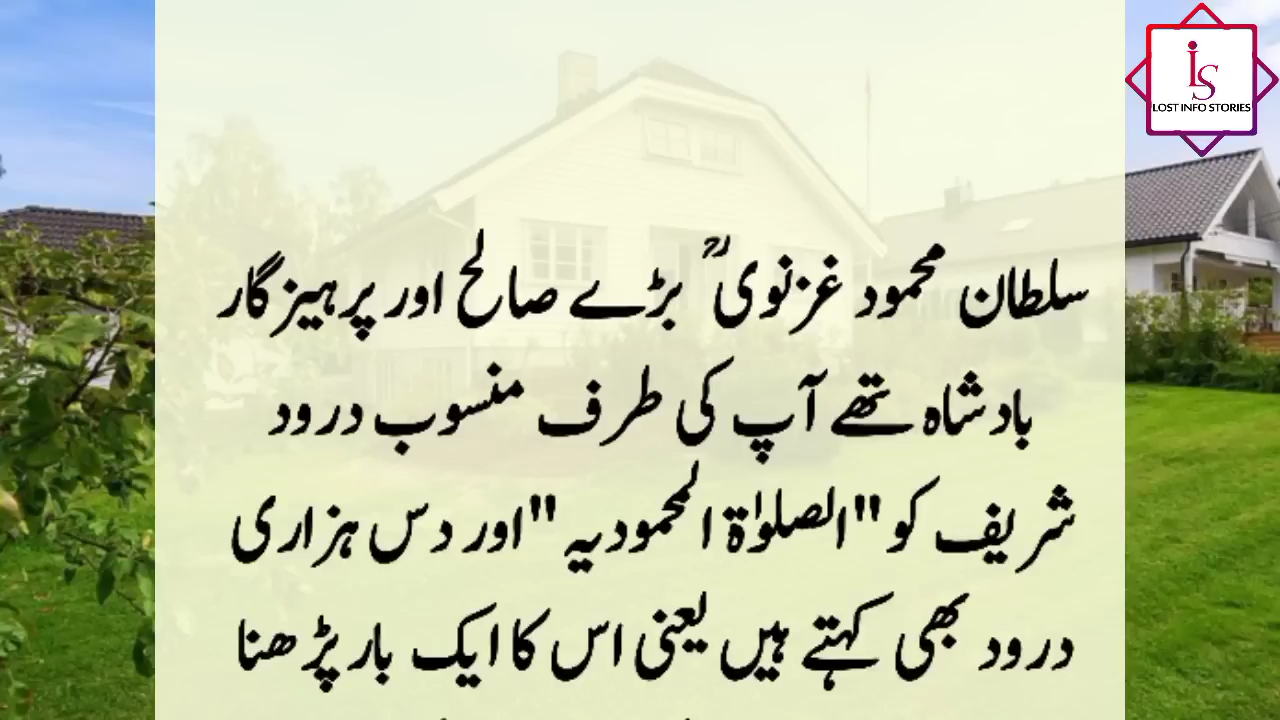 LS
LOST INFO STORIES
سلطان محمود غزنویؒ بڑے صالح اور پرہیزگار
بادشاہ تھے آپ کی طرف منسوب درود
شریف کو "الصلوٰۃ المحمودیہ" اور دس ہزاری
درود بھی کہتے ہیں یعنی اس کا ایک بار پڑھنا